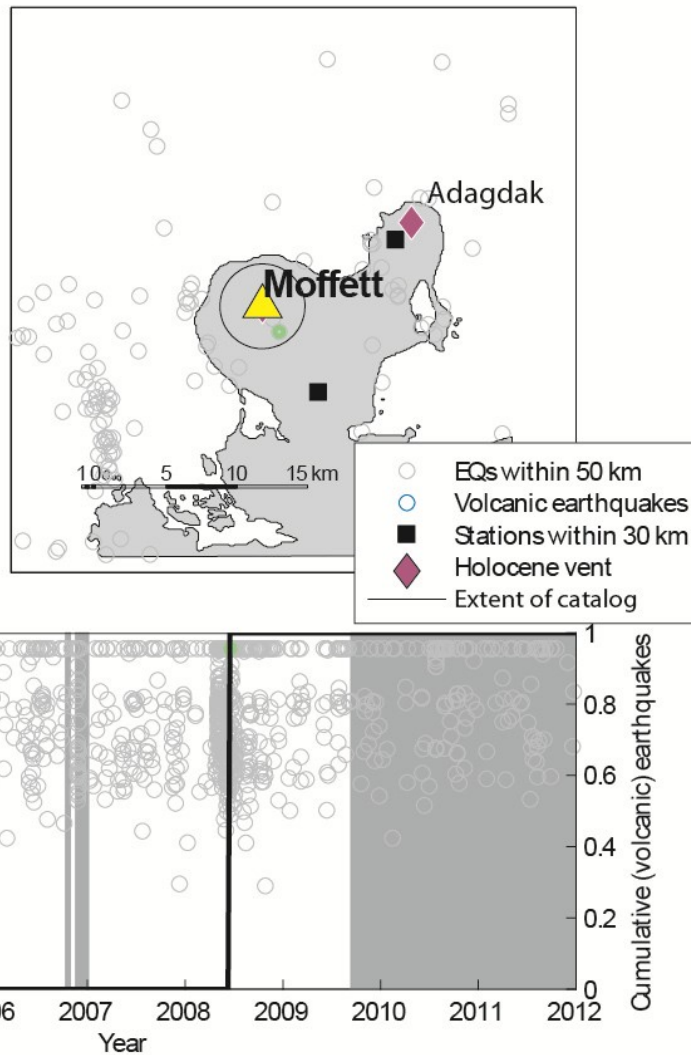 Adagdak
Moffett
5 10 15 km
EQs within 50 km
Volcanic earthquakes
Stations within 30 km
Holocene vent
Extent of catalog
1
0.8
0.6
0.4
0.2
0
Cumulative (volcanic) earthquakes
06 2007 2008 2009 2010 2011 2012
Year